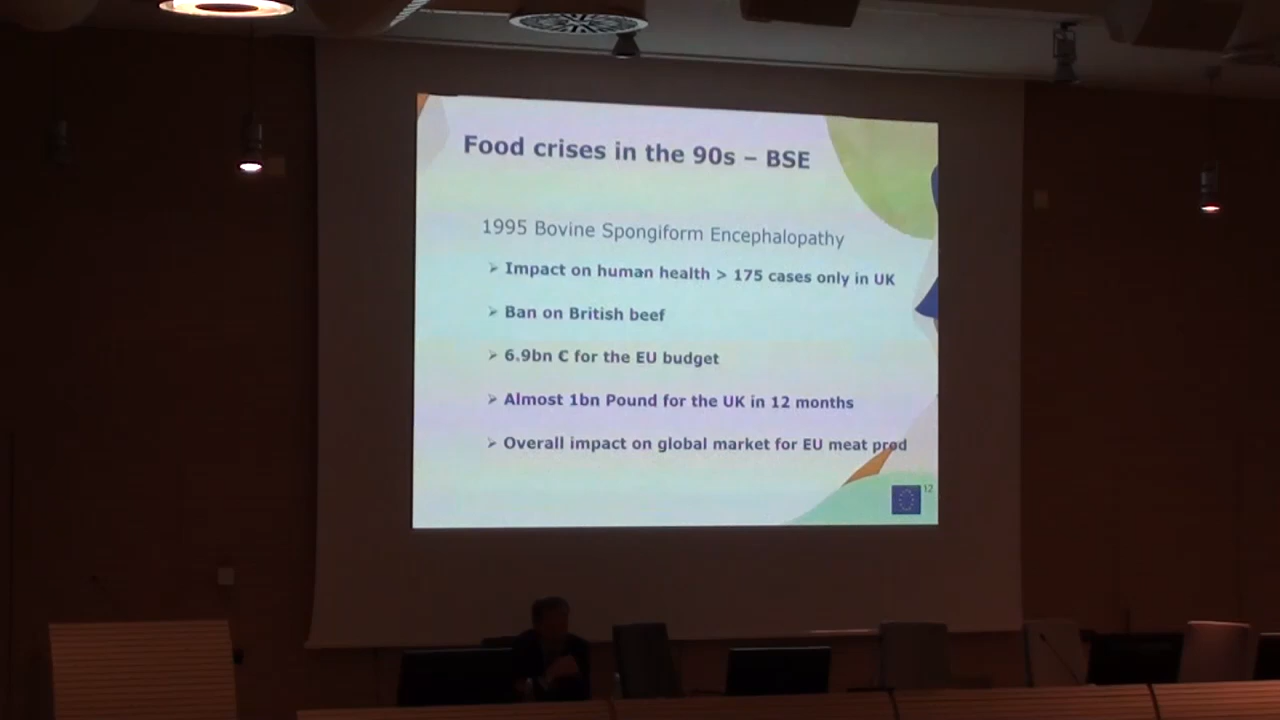 Food crises in the 90s – BSE
1995 Bovine Spongiform Encephalopathy
➢ Impact on human health > 175 cases only in UK
➢ Ban on British beef
➢ 6.9bn C for the EU budget
➢ Almost 1bn Pound for the UK in 12 months
➢ Overall impact on global market for EU meat prod
12